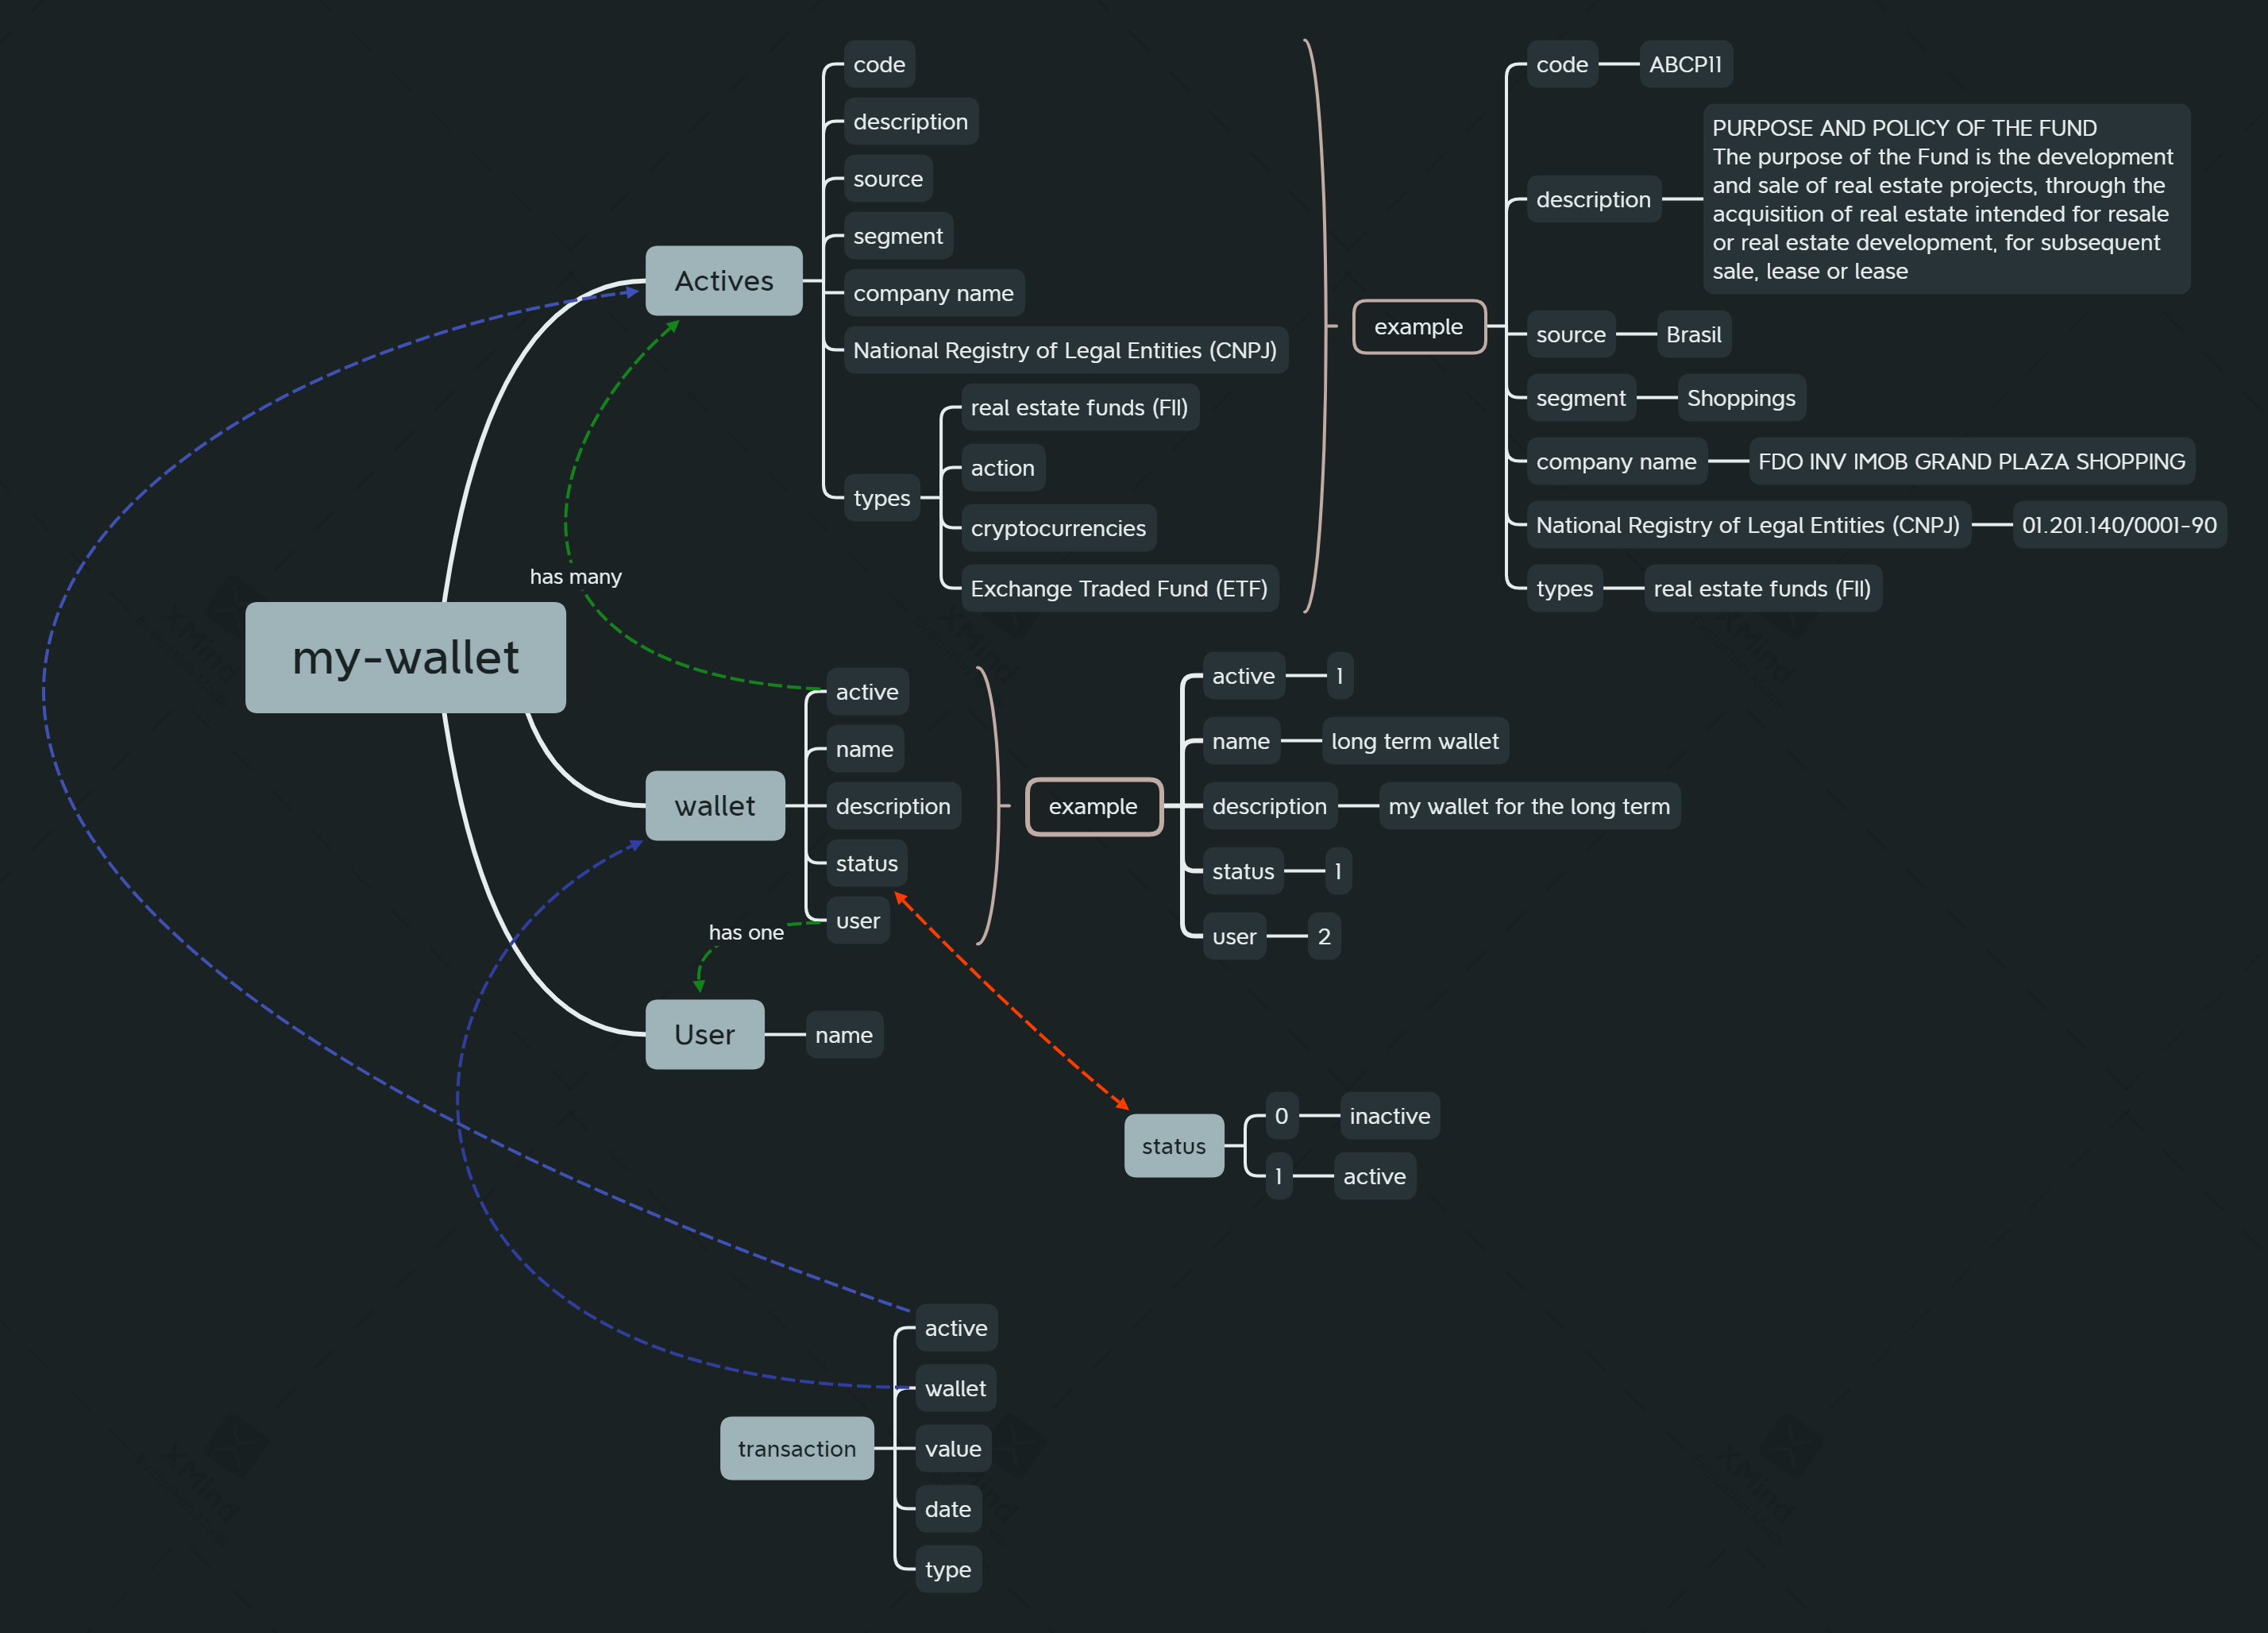 my-wallet
Actives
code
description
source
segment
company name
National Registry of Legal Entities (CNPJ)
types
real estate funds (FII)
action
cryptocurrencies
Exchange Traded Fund (ETF)
example
code
ABCP11
description
PURPOSE AND POLICY OF THE FUND
The purpose of the Fund is the development
and sale of real estate projects, through the
acquisition of real estate intended for resale
or real estate development, for subsequent
sale, lease or lease
source
Brasil
segment
Shoppings
company name
FDO INV IMOB GRAND PLAZA SHOPPING
National Registry of Legal Entities (CNPJ)
01.201.140/0001-90
types
real estate funds (FII)
has many
wallet
active
name
description
status
user
example
active
1
name
long term wallet
description
my wallet for the long term
status
1
user
2
has one
User
name
status
0
inactive
1
active
transaction
active
wallet
value
date
type
XMind
XMind
XMind
XMind
XMind
XMind